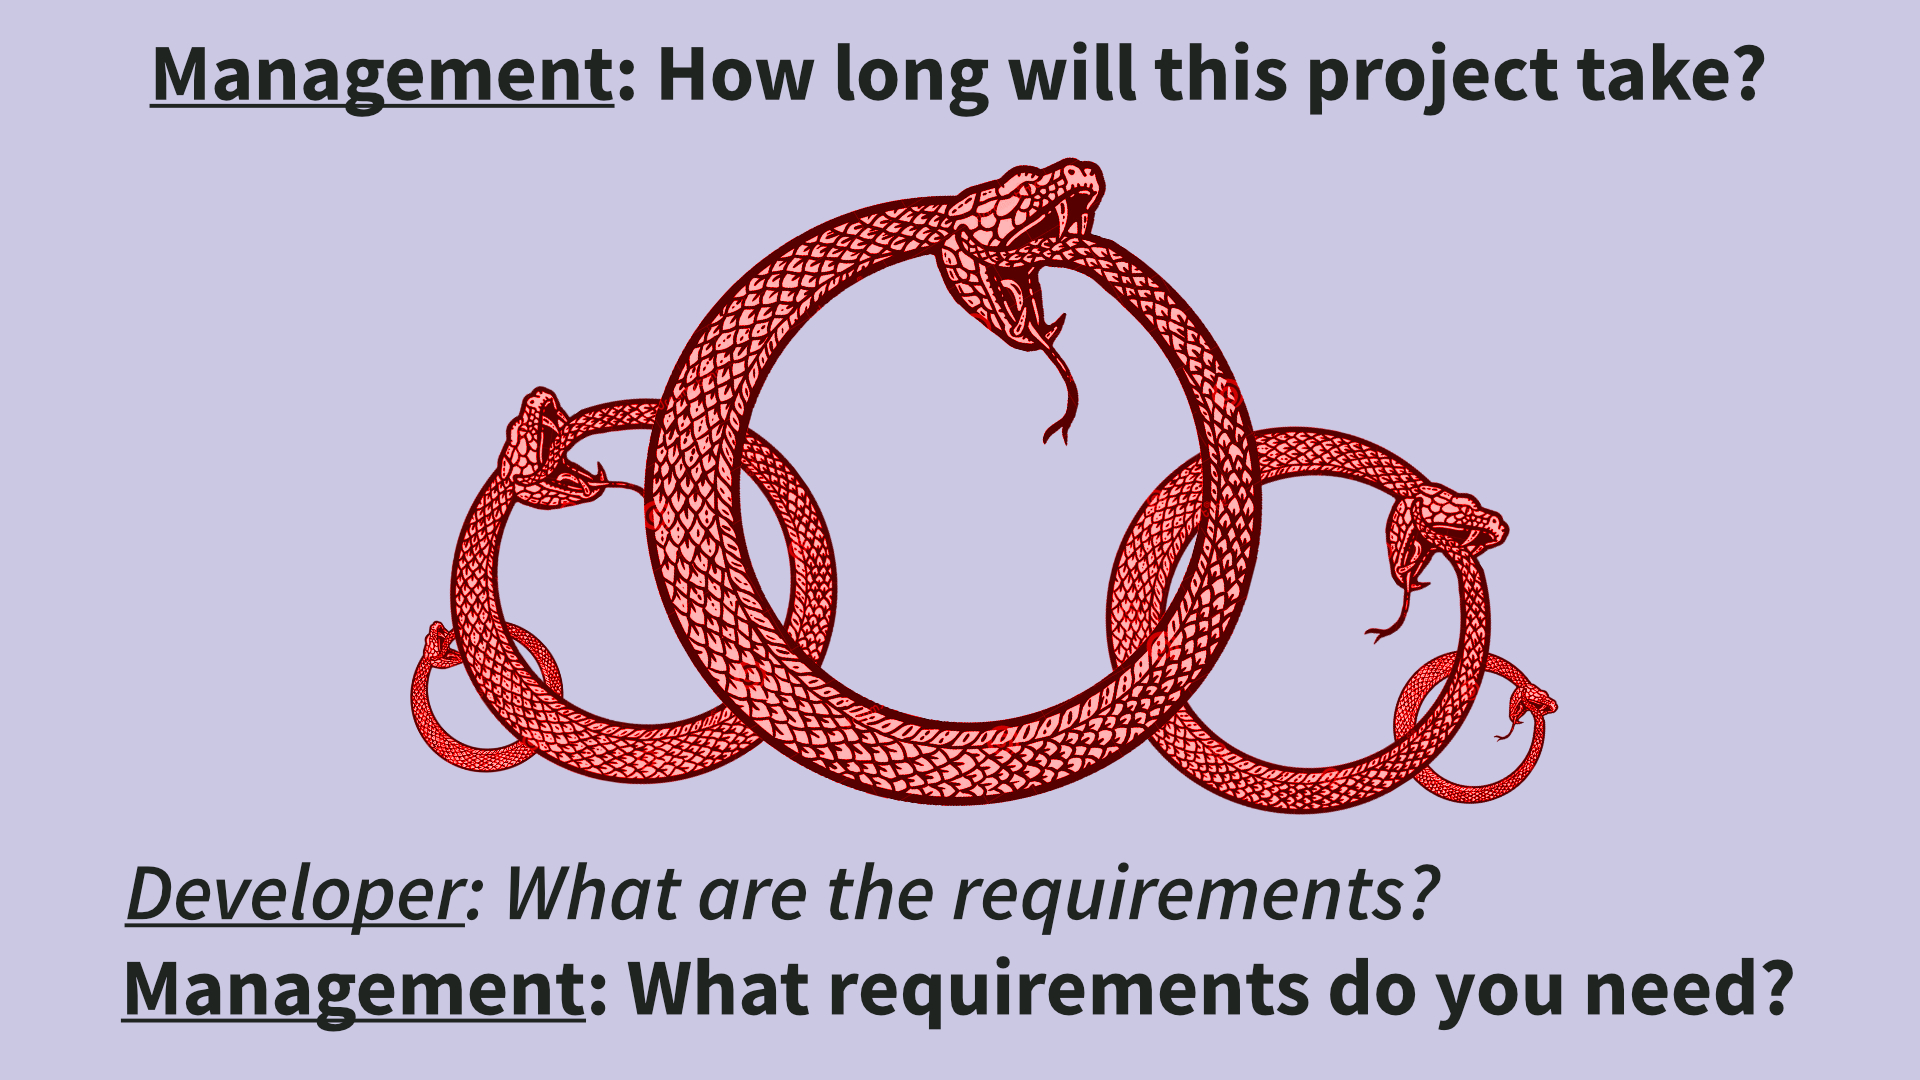 Management: How long will this project take?
Developer: What are the requirements?
Management: What requirements do you need?